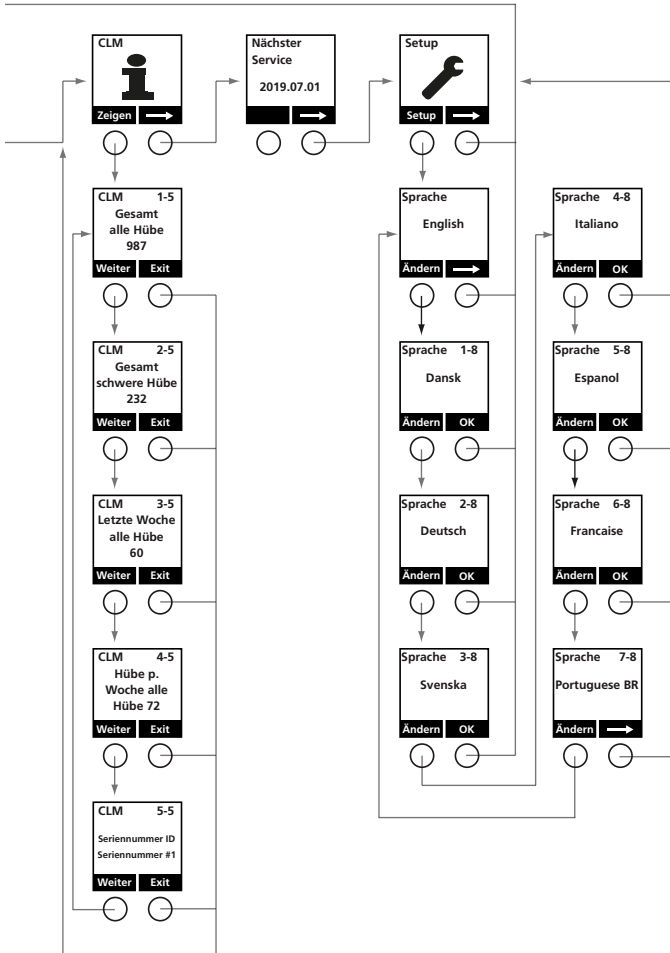 CLM
Zeigen
Nächster
Service
2019.07.01
Setup
Setup
CLM 1-5
Gesamt
alle Hübe
987
Weiter Exit
CLM 2-5
Gesamt
schwere Hübe
232
Weiter Exit
CLM 3-5
Letzte Woche
alle Hübe
60
Weiter Exit
CLM 4-5
Hübe p.
Woche alle
Hübe 72
Weiter Exit
CLM 5-5
Seriennummer ID
Seriennummer #1
Weiter Exit
Sprache
English
Ändern
Sprache 1-8
Dansk
Ändern OK
Sprache 2-8
Deutsch
Ändern OK
Sprache 3-8
Svenska
Ändern OK
Sprache 4-8
Italiano
Ändern OK
Sprache 5-8
Espanol
Ändern OK
Sprache 6-8
Francaise
Ändern OK
Sprache 7-8
Portuguese BR
Ändern